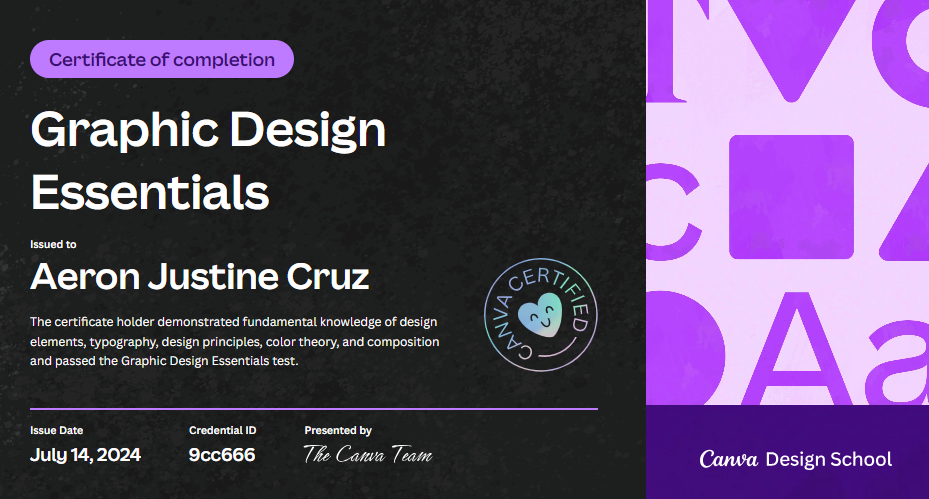 Certificate of completion
Graphic Design
Essentials
Issued to
Aeron Justine Cruz
The certificate holder demonstrated fundamental knowledge of design
elements, typography, design principles, color theory, and composition
and passed the Graphic Design Essentials test.
CANVA CERTIFIED
Issue Date
July 14, 2024
Credential ID
9cc666
Presented by
The Canva Team
c
A
Aa
Canva Design School